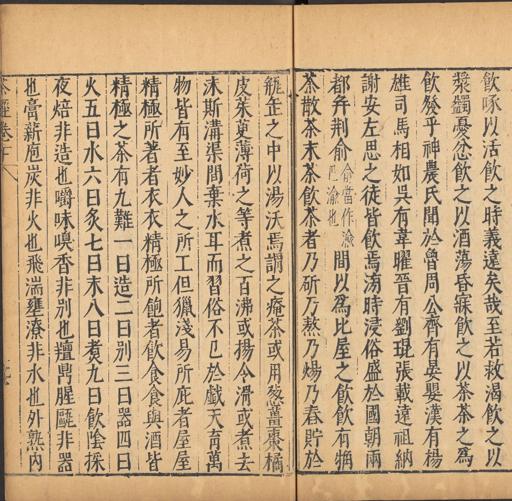 飲啄以活飲之時義遠矣哉至若救渴飲之以
漿蠲憂忿飲之以酒蕩昏寐飲之以茶茶之為
飲發乎神農氏聞於魯周公齊有晏嬰漢有楊
雄司馬相如吳有韋曜晉有劉琨張載遠祖納
謝安左思之徒皆飲焉滂時浸俗盛於國朝兩
都并荆俞
俞當作渝
巴渝也
間以為比屋之飲飲有觕
茶散茶末茶餅茶者乃斫乃熬乃煬乃舂貯於
瓶缶之中以湯沃焉謂之痷茶或用葱薑棗橘
皮茱萸薄荷之等煮之百沸或揚令滑或煮去
沫斯溝渠間棄水耳而習俗不已於戲天育萬
物皆有至妙人之所工但獵淺易所庇者屋屋
精極所著者衣衣精極所飽者飲食食與酒皆
精極之茶有九難一曰造二曰別三曰器四曰
火五曰水六曰炙七曰末八曰煮九曰飲陰採
夜焙非造也嚼味嗅香非別也羶鼎腥甌非器
也膏薪庖炭非火也飛湍壅潦非水也外熟内
茶經卷下